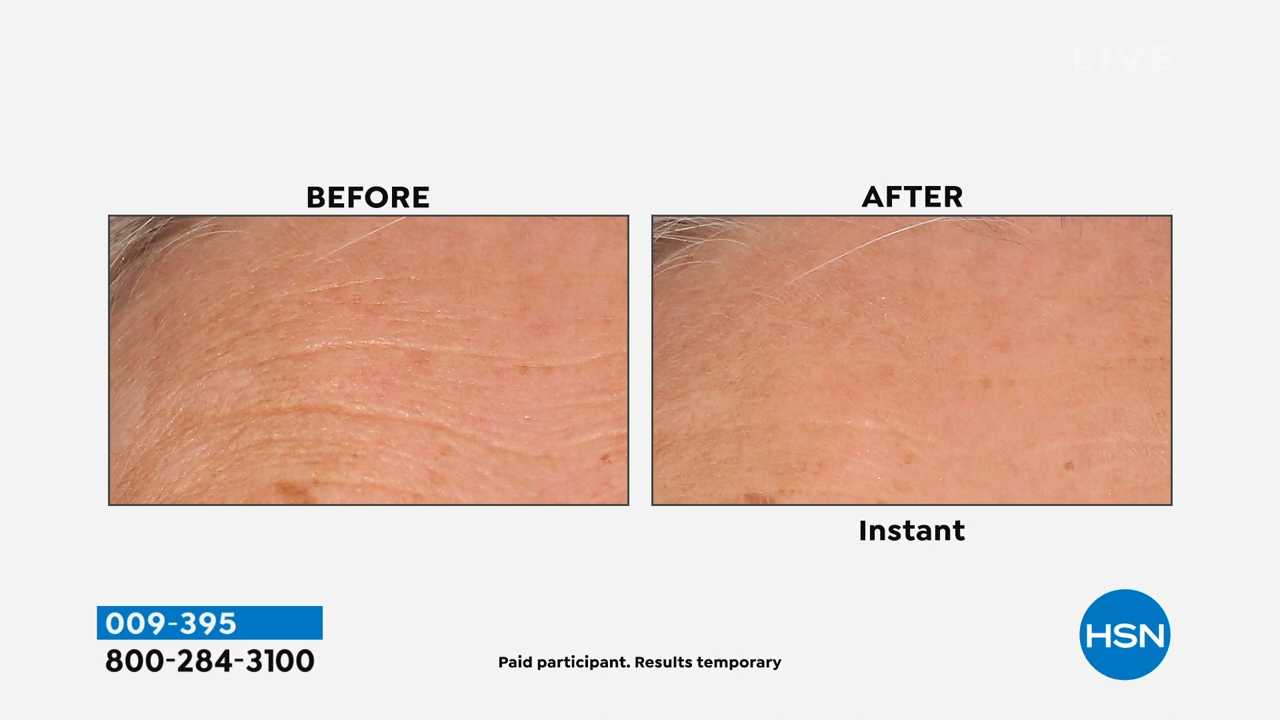 LIVE
BEFORE
AFTER
Instant
009-395
800-284-3100
Paid participant. Results temporary
HSN